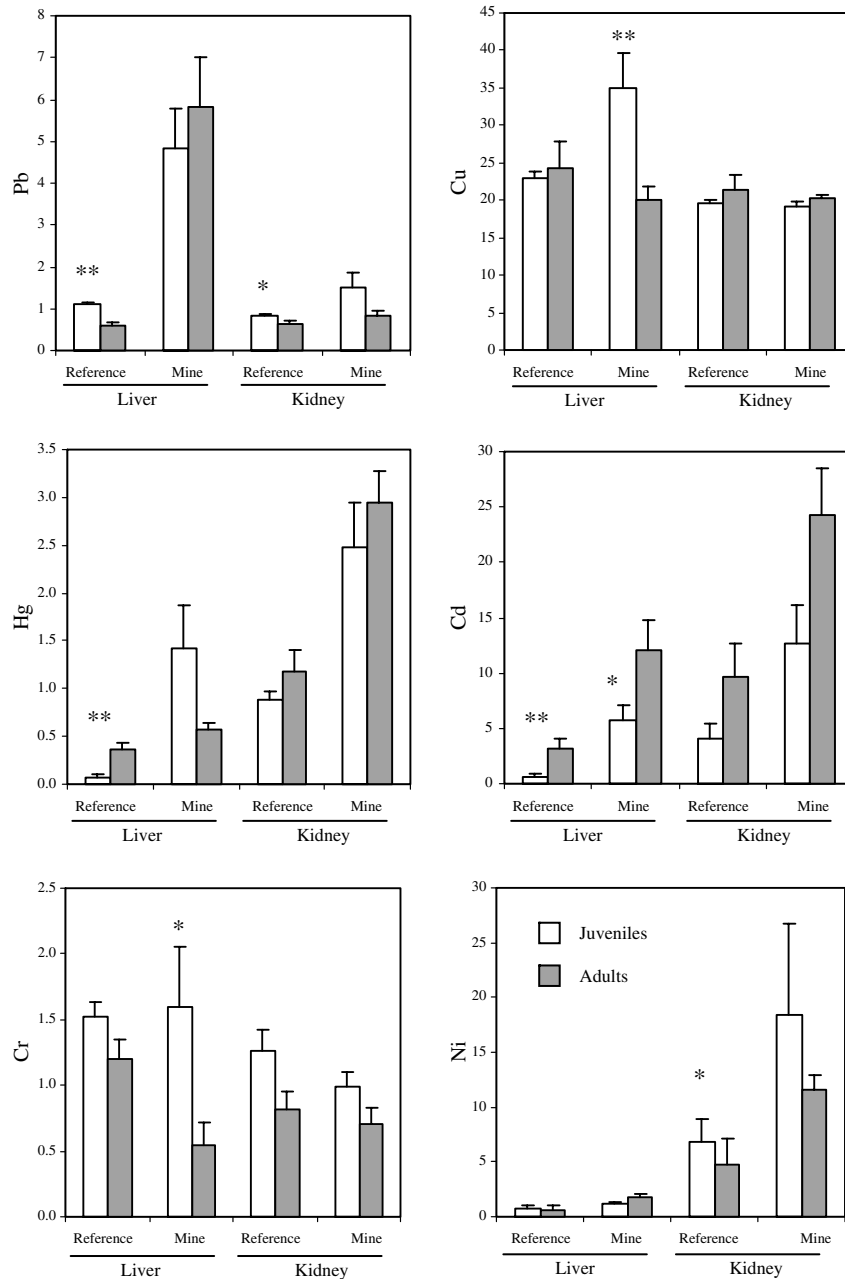 8
7
6
5
4
3
2
1
0
Pb
**
*
Reference Mine Reference Mine
Liver Kidney
45
40
35
30
25
20
15
10
5
0
Cu
**
Reference Mine Reference Mine
Liver Kidney
3.5
3.0
2.5
2.0
1.5
1.0
0.5
0.0
Hg
**
Reference Mine Reference Mine
Liver Kidney
30
25
20
15
10
5
0
Cd
**
*
Reference Mine Reference Mine
Liver Kidney
2.5
2.0
1.5
1.0
0.5
0.0
Cr
*
Reference Mine Reference Mine
Liver Kidney
30
25
20
15
10
5
0
Ni
Juveniles
Adults
*
Reference Mine Reference Mine
Liver Kidney